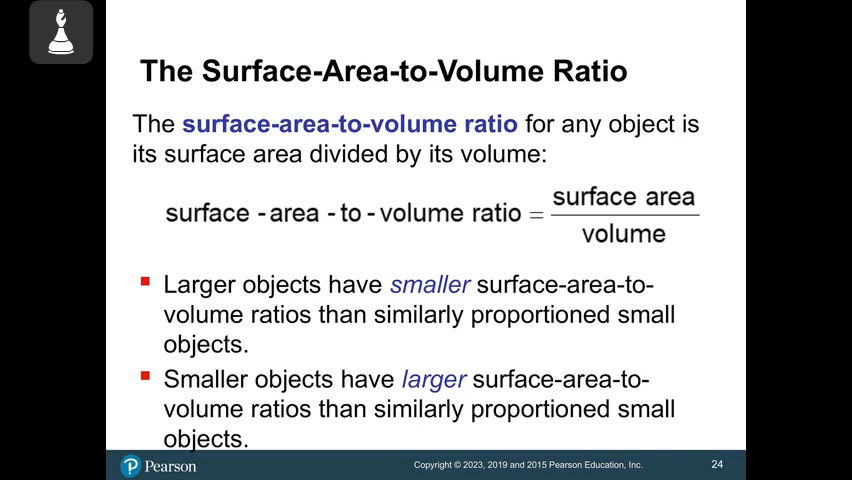 The Surface-Area-to-Volume Ratio
The surface-area-to-volume ratio for any object is
its surface area divided by its volume:
surface - area - to - volume ratio = surface area
volume
Larger objects have smaller surface-area-to-
volume ratios than similarly proportioned small
objects.
Smaller objects have larger surface-area-to-
volume ratios than similarly proportioned small
objects.
Pearson
Copyright © 2023, 2019 and 2015 Pearson Education, Inc.
24